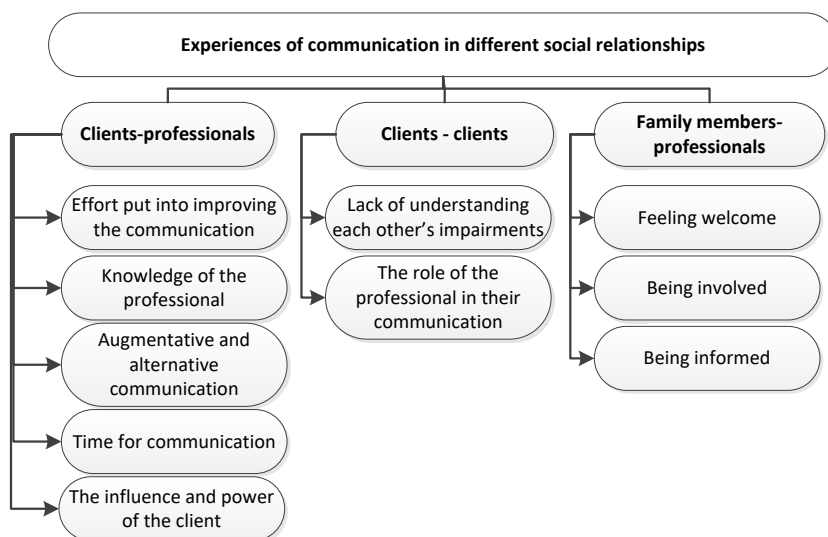 Experiences of communication in different social relationships
Clients-professionals
Effort put into improving
the communication
Knowledge of the
professional
Augmentative and
alternative
communication
Time for communication
The influence and power
of the client
Clients - clients
Lack of understanding
each other’s impairments
The role of the
professional in their
communication
Family members-
professionals
Feeling welcome
Being involved
Being informed